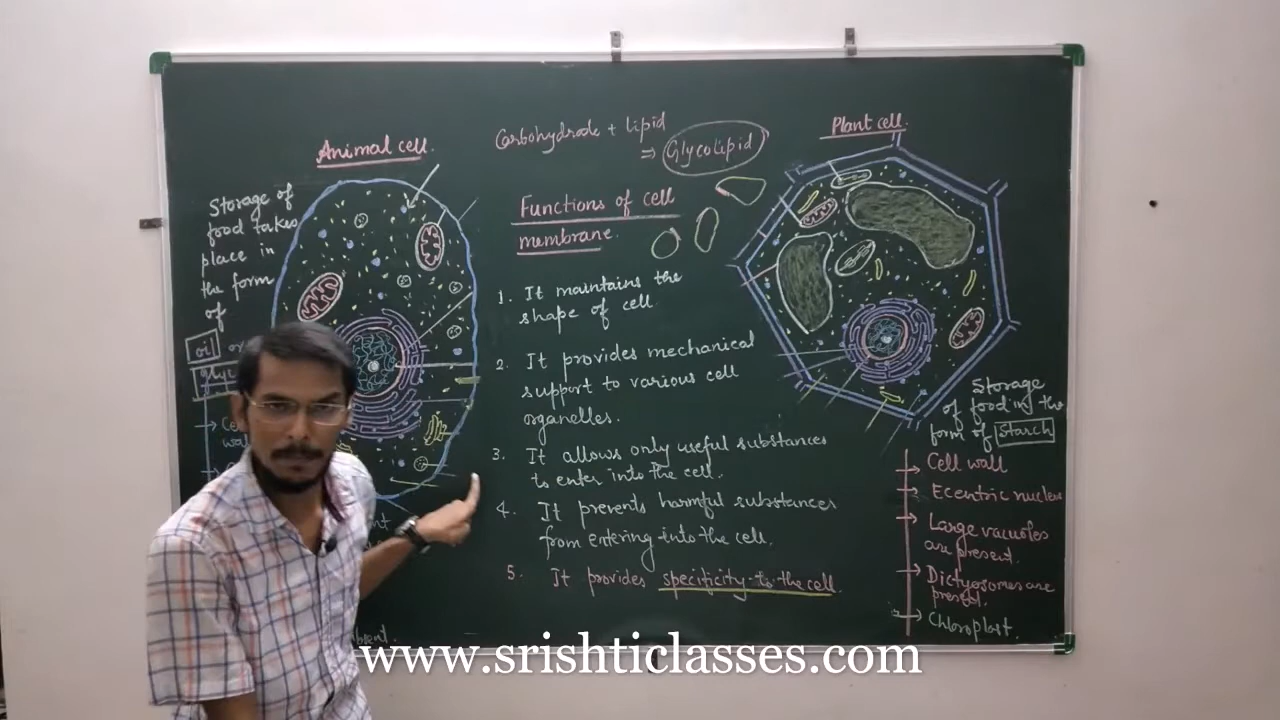 Animal cell.
Storage of
food takes
place in
the form
of
oil or
Glyc
Carbohydrade + Lipid
⇒ Glycolipid
Functions of cell
membrane.
1. It maintains the
shape of cell.
2. It provides mechanical
support to various cell
organelles.
3. It allows only useful substances
to enter into the cell.
4. It prevents harmful substances
from entering into the cell.
5. It provides specificity to the cell.
Plant cell.
Storage
of food in the
form of Starch
Cell wall
Ecentric nucleus
Large vacuoles
are present.
Dictyosomes are
present.
Chloroplast.
www.srishticlasses.com